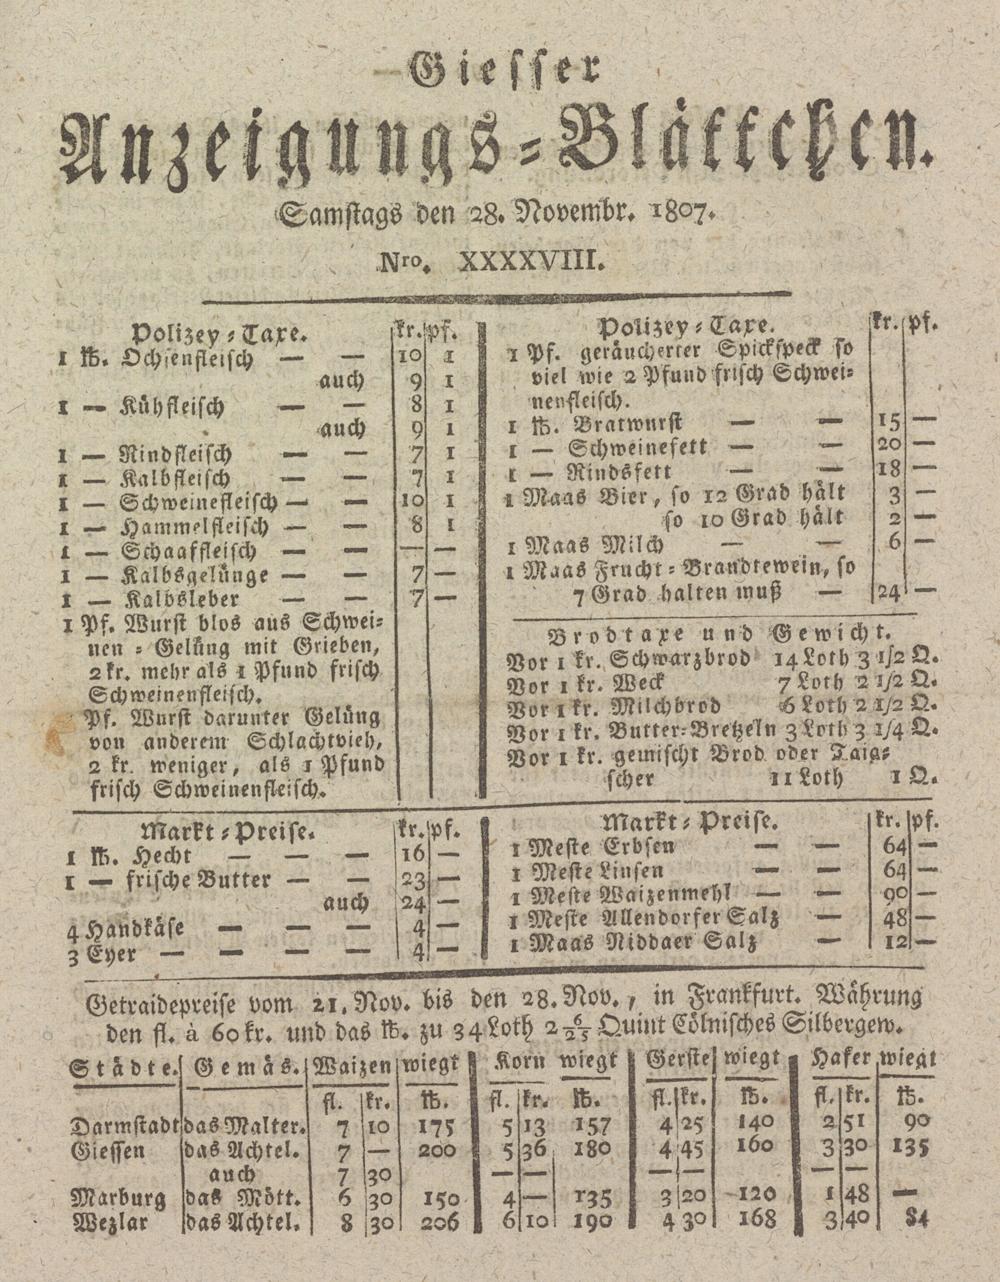 Giesser
Anzeigungs-Blättchen.
Samstags den 28. Novembr. 1807.
Nro. XXXXVIII.
Polizey-Taxe. kr. pf.
1 ℔. Ochsenfleisch — — 10 1
auch 9 1
1 — Kühfleisch — — 8 1
auch 9 1
1 — Rindfleisch — — 7 1
1 — Kalbfleisch — — 7 1
1 — Schweinefleisch — — 10 1
1 — Hammelfleisch — — 8 1
1 — Schaaffleisch — — — —
1 — Kalbsgelünge — — 7 —
1 — Kalbsleber — — 7 —
1 Pf. Wurst blos aus Schwei-
nen-Gelüng mit Grieben,
2 kr. mehr als 1 Pfund frisch
Schweinenfleisch.
Pf. Wurst darunter Gelüng
von anderem Schlachtvieh,
2 kr. weniger, als 1 Pfund
frisch Schweinenfleisch.
Polizey-Taxe. kr. pf.
1 Pf. geräucherter Spickspeck so
viel wie 2 Pfund frisch Schwei-
nenfleisch.
1 ℔. Bratwurst — — 15 —
1 — Schweinefett — — 20 —
1 — Rindsfett — — 18 —
1 Maas Bier, so 12 Grad hält 3 —
so 10 Grad hält 2 —
1 Maas Milch — — 6 —
1 Maas Frucht-Brandtewein, so
7 Grad halten muß — 24 —
Brodtaxe und Gewicht.
Vor 1 kr. Schwarzbrod 14 Loth 3 1/2 Q.
Vor 1 kr. Weck 7 Loth 2 1/2 Q.
Vor 1 kr. Milchbrod 6 Loth 2 1/2 Q.
Vor 1 kr. Butter-Bretzeln 3 Loth 3 1/4 Q.
Vor 1 kr. gemischt Brod oder Taig-
scher 11 Loth 1 Q.
Markt-Preise. kr. pf.
1 ℔. Hecht — — — 16 —
1 — frische Butter — — 23 —
auch 24 —
4 Handkäse — — — 4 —
3 Eyer — — — — 4 —
Markt-Preise. kr. pf.
1 Meste Erbsen — — 64 —
1 Meste Linsen — — 64 —
1 Meste Waizenmehl — — 90 —
1 Meste Allendorfer Salz — 48 —
1 Maas Niddaer Salz — 12 —
Getraidepreise vom 21. Nov. bis den 28. Nov., in Frankfurt. Währung
den fl. à 60 kr. und das ℔. zu 34 Loth 2 6/25 Quint Cölnisches Silbergew.
Städte. Gemäs. Waizen wiegt Korn wiegt Gerste wiegt Hafer wiegt
fl. kr. ℔. fl. kr. ℔. fl. kr. ℔. fl. kr. ℔.
Darmstadt das Malter. 7 10 175 5 13 157 4 25 140 2 51 90
Giessen das Achtel. 7 — 200 5 36 180 4 45 160 3 30 135
auch 7 30 — — — — — —
Marburg das Mött. 6 30 150 4 — 135 3 20 120 1 48 —
Wezlar das Achtel. 8 30 206 6 10 190 4 30 168 3 40 84